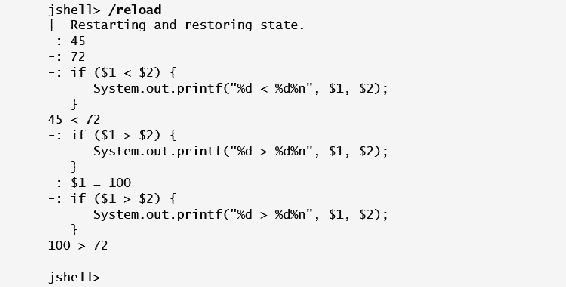 jshell> /reload
| Restarting and restoring state.
-: 45
-: 72
-: if ($1 < $2) {
System.out.printf("%d < %d%n", $1, $2);
}
45 < 72
-: if ($1 > $2) {
System.out.printf("%d > %d%n", $1, $2);
}
-: $1 = 100
-: if ($1 > $2) {
System.out.printf("%d > %d%n", $1, $2);
}
100 > 72
jshell>